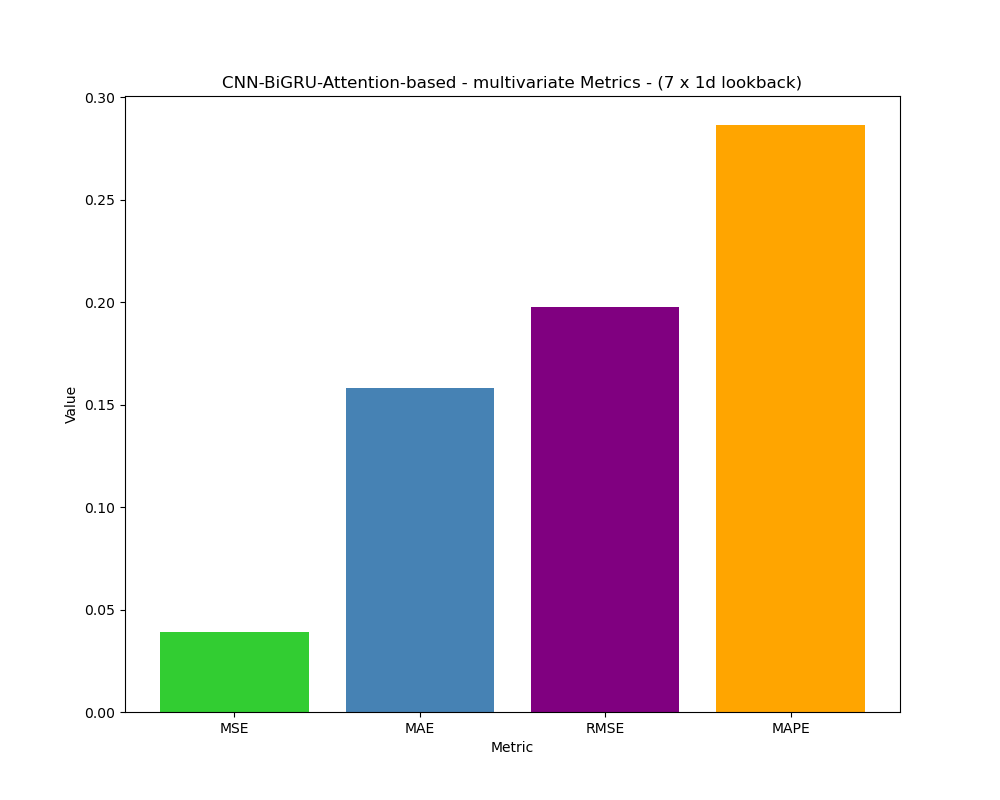 CNN-BiGRU-Attention-based - multivariate Metrics - (7 x 1d lookback)
0.30
0.25
0.20
0.15
0.10
0.05
0.00
Value
MSE MAE RMSE MAPE
Metric